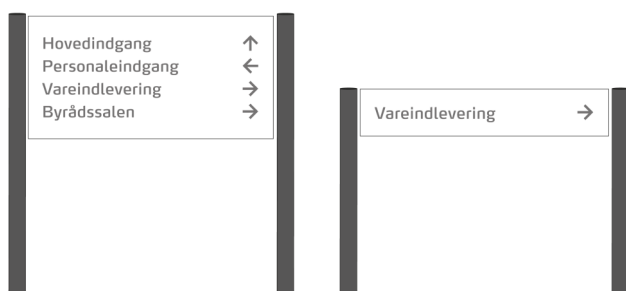 Hovedindgang ↑
Personaleindgang ←
Vareindlevering →
Byrådssalen →
Vareindlevering →